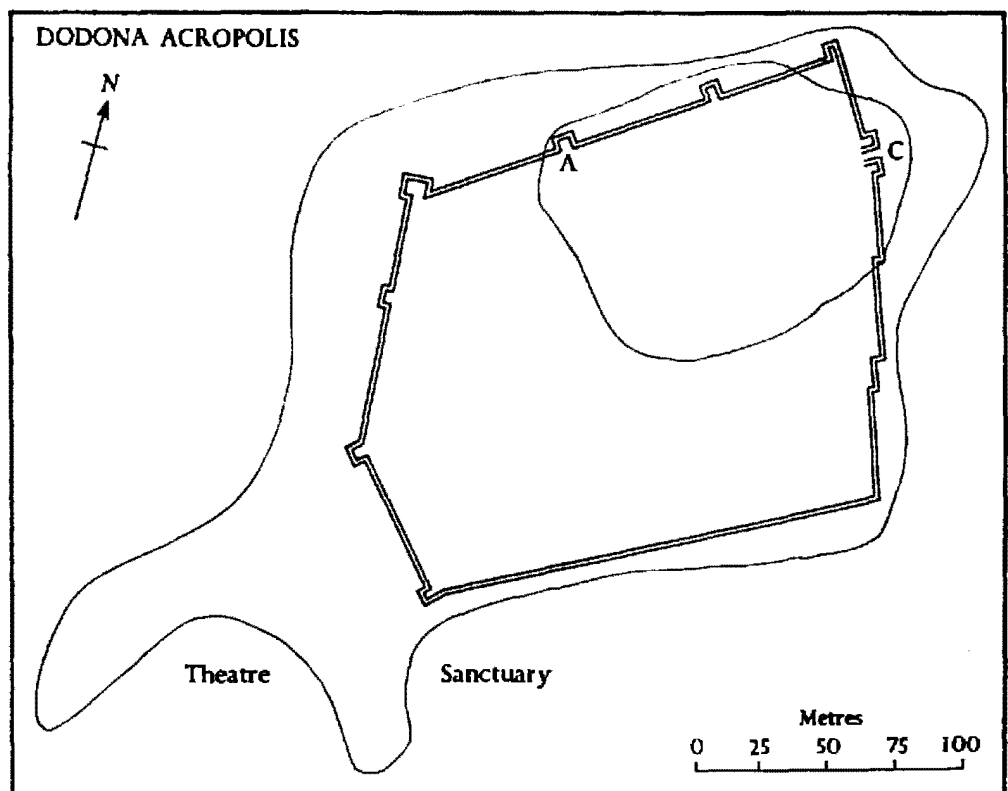 DODONA ACROPOLIS
N
A
C
Theatre
Sanctuary
Metres
0 25 50 75 100